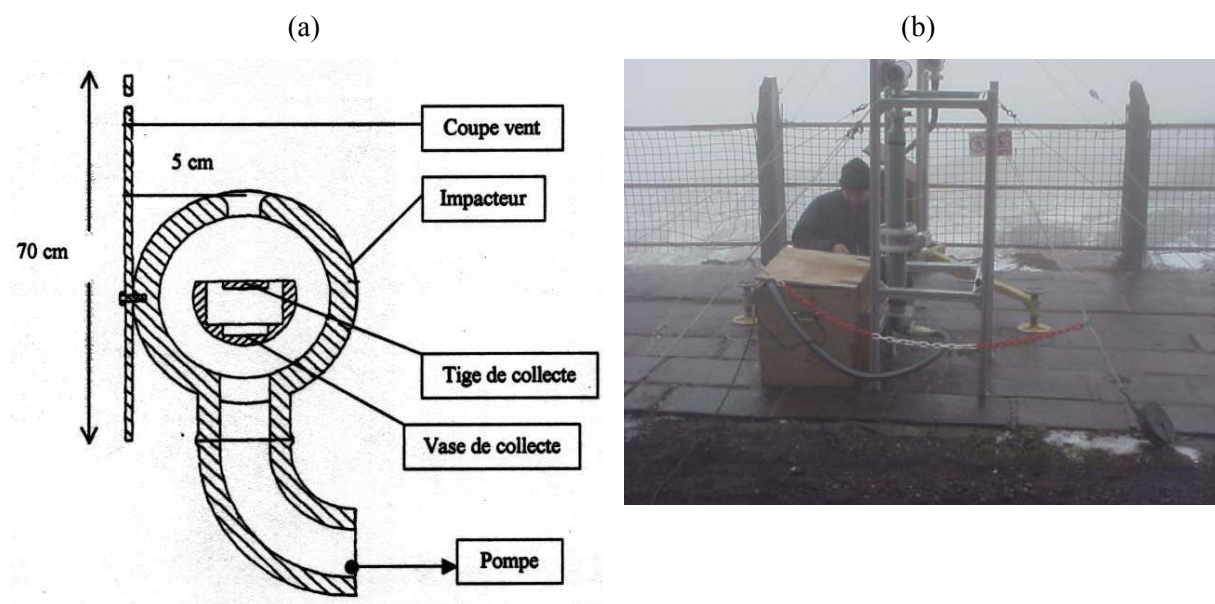 (a)
(b)
Coupe vent
5 cm
Impacteur
70 cm
Tige de collecte
Vase de collecte
Pompe